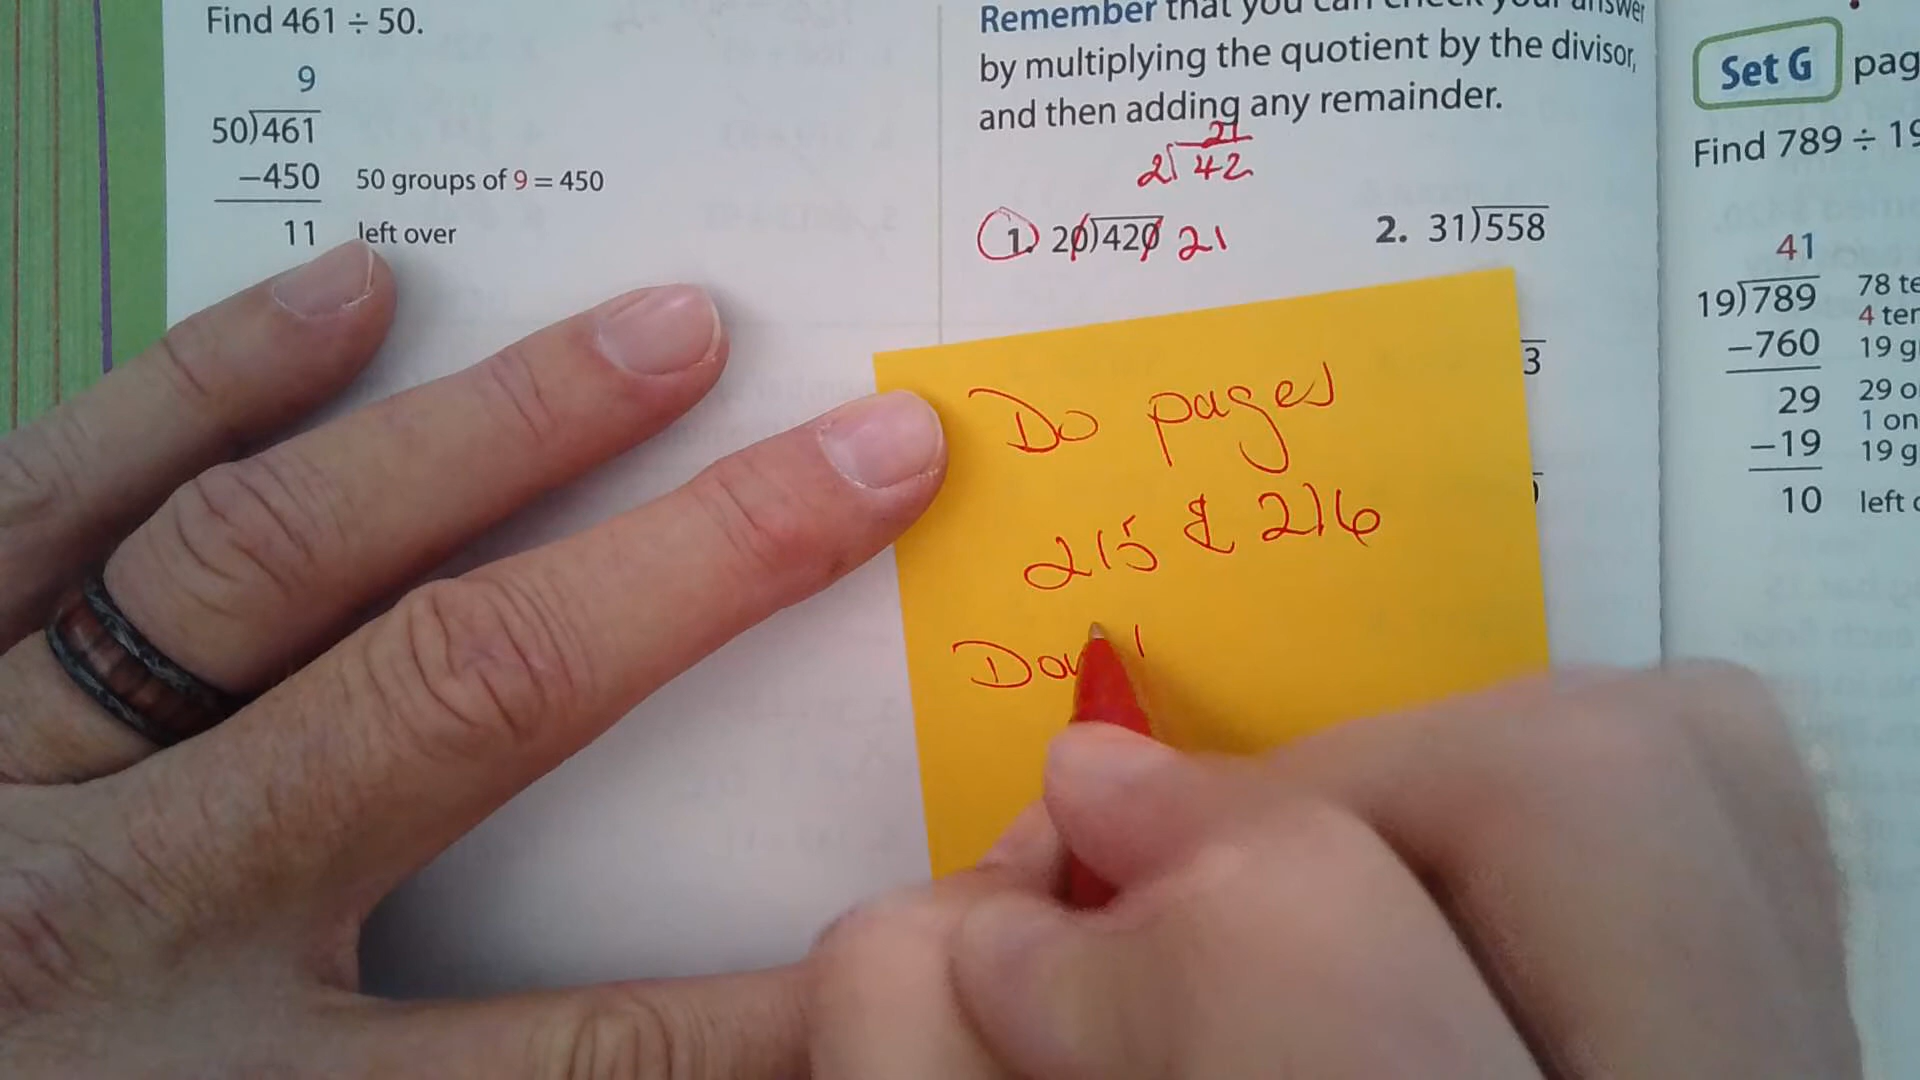 Find 461 ÷ 50.
9
50)461
−450 50 groups of 9 = 450
11 left over
Remember that you can check your answer
by multiplying the quotient by the divisor,
and then adding any remainder.
21
2)42
1. 20)420 21
2. 31)558
3
Do pages
215 & 216
Set G pag
Find 789 ÷ 19
41
19)789 78 te
4 ter
−760 19 g
29 29 o
1 on
−19 19 g
10 left o